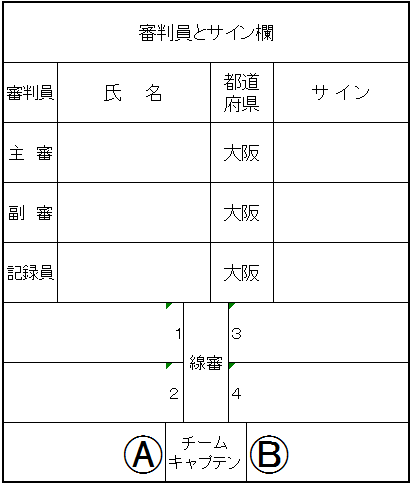 審判員とサイン欄
審判員 氏 名 都道府県 サイン
主 審 大阪
副 審 大阪
記録員 大阪
1 線審 3
2 4
Ⓐ チームキャプテン Ⓑ